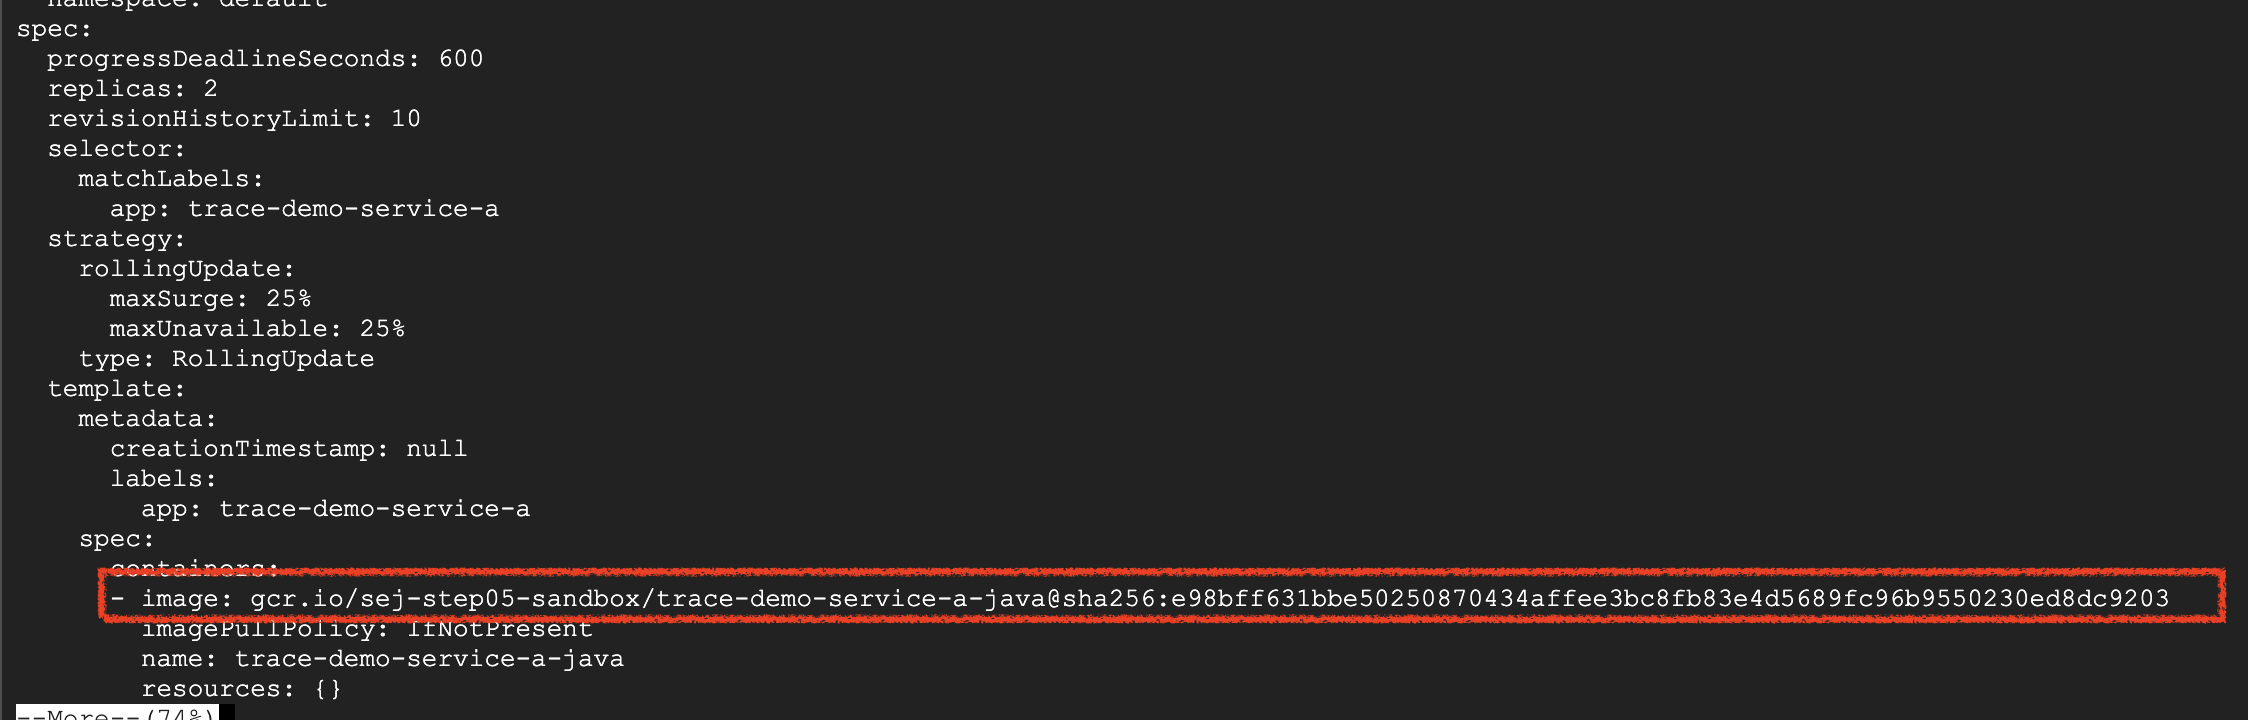 namespace: default
spec:
  progressDeadlineSeconds: 600
  replicas: 2
  revisionHistoryLimit: 10
  selector:
    matchLabels:
      app: trace-demo-service-a
  strategy:
    rollingUpdate:
      maxSurge: 25%
      maxUnavailable: 25%
    type: RollingUpdate
  template:
    metadata:
      creationTimestamp: null
      labels:
        app: trace-demo-service-a
    spec:
      containers:
      - image: gcr.io/sej-step05-sandbox/trace-demo-service-a-java@sha256:e98bff631bbe50250870434affee3bc8fb83e4d5689fc96b9550230ed8dc9203
        imagePullPolicy: IfNotPresent
        name: trace-demo-service-a-java
        resources: {}
--More--(74%)